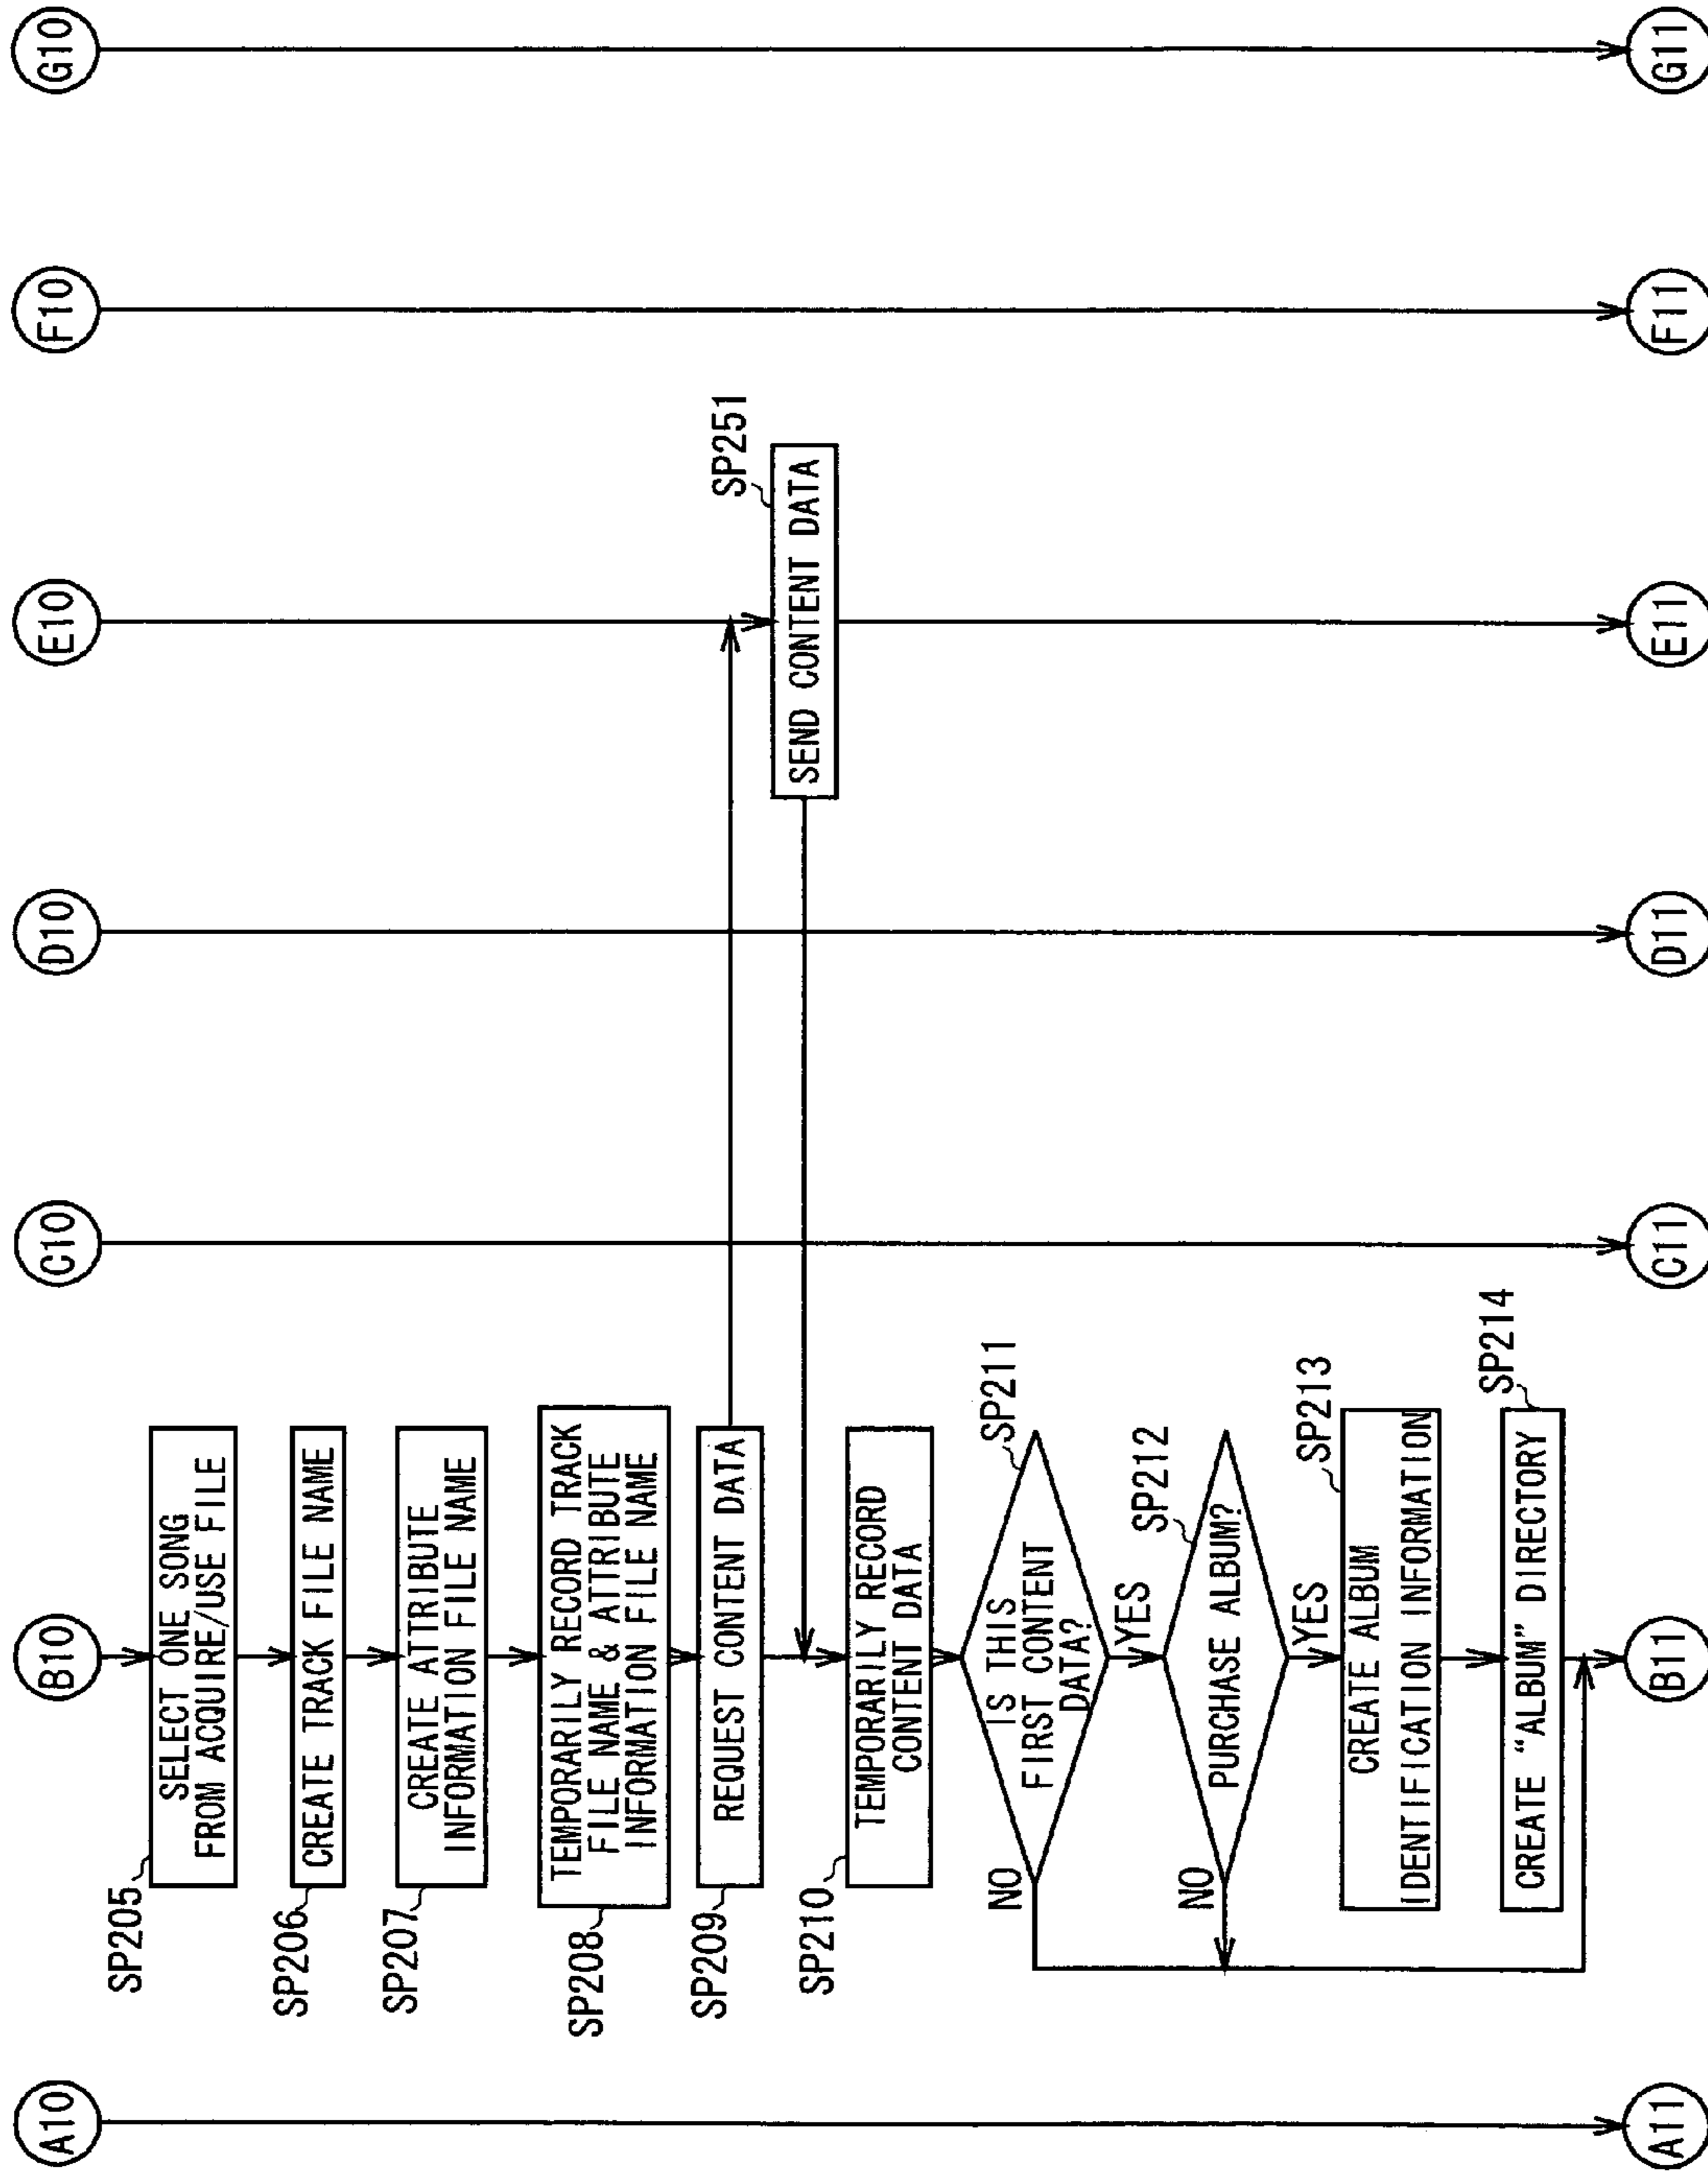 A10
B10
C10
D10
E10
F10
G10
SP205
SELECT ONE SONG
FROM ACQUIRE/USE FILE
SP206
CREATE TRACK FILE NAME
SP207
CREATE ATTRIBUTE
INFORMATION FILE NAME
SP208
TEMPORARILY RECORD TRACK
FILE NAME & ATTRIBUTE
INFORMATION FILE NAME
SP209
REQUEST CONTENT DATA
SP251
SEND CONTENT DATA
SP210
TEMPORARILY RECORD
CONTENT DATA
SP211
IS THIS
FIRST CONTENT
DATA?
NO
YES
SP212
PURCHASE ALBUM?
NO
YES
SP213
CREATE ALBUM
IDENTIFICATION INFORMATION
SP214
CREATE “ALBUM” DIRECTORY
A11
B11
C11
D11
E11
F11
G11